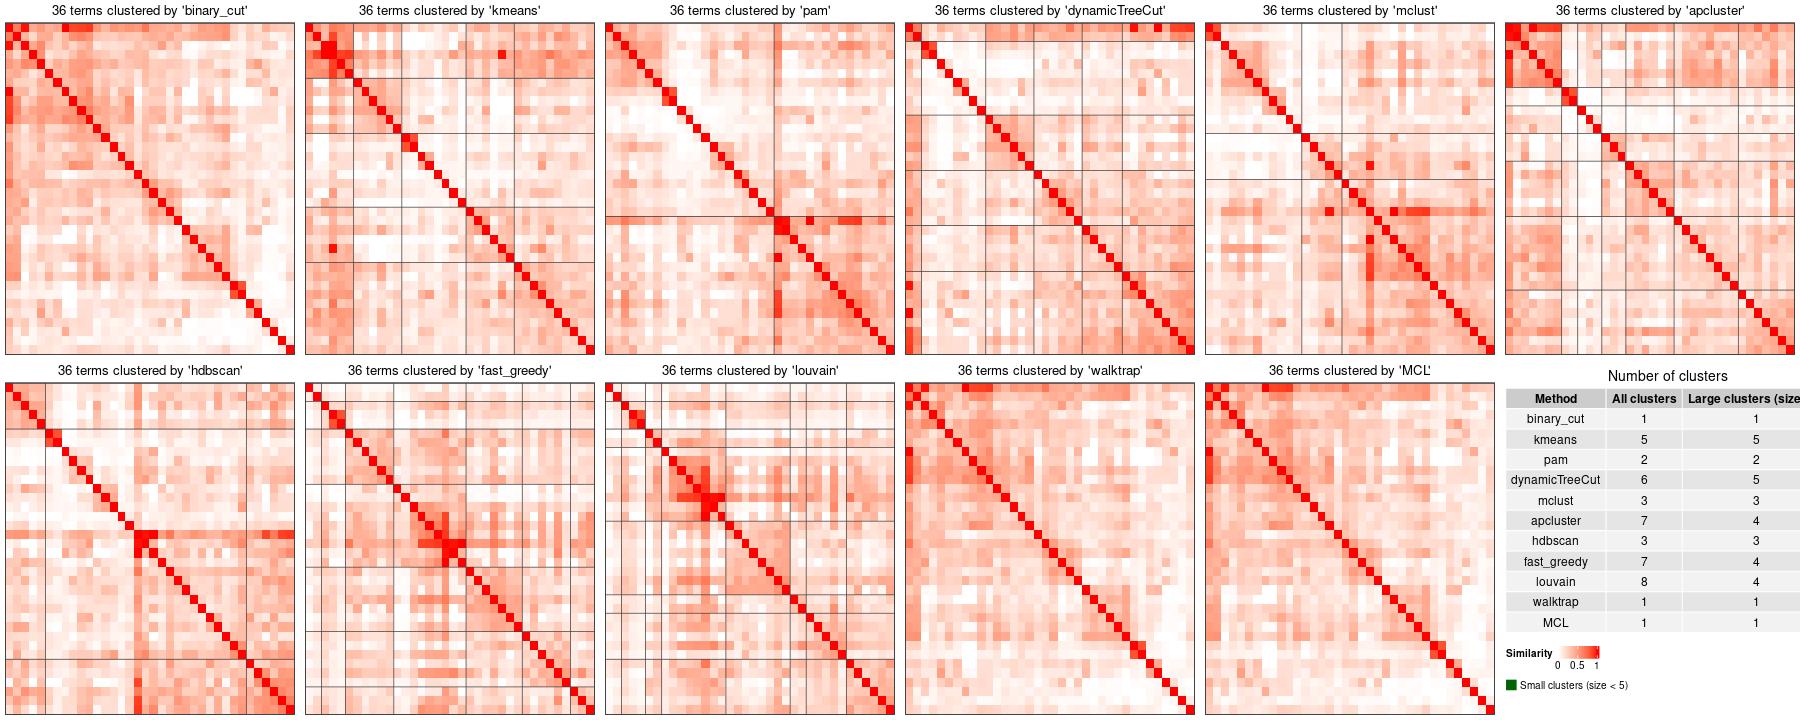 36 terms clustered by 'binary_cut'
36 terms clustered by 'kmeans'
36 terms clustered by 'pam'
36 terms clustered by 'dynamicTreeCut'
36 terms clustered by 'mclust'
36 terms clustered by 'apcluster'
36 terms clustered by 'hdbscan'
36 terms clustered by 'fast_greedy'
36 terms clustered by 'louvain'
36 terms clustered by 'walktrap'
36 terms clustered by 'MCL'
Number of clusters
Method All clusters Large clusters (size
binary_cut 1 1
kmeans 5 5
pam 2 2
dynamicTreeCut 6 5
mclust 3 3
apcluster 7 4
hdbscan 3 3
fast_greedy 7 4
louvain 8 4
walktrap 1 1
MCL 1 1
Similarity
0 0.5 1
Small clusters (size < 5)